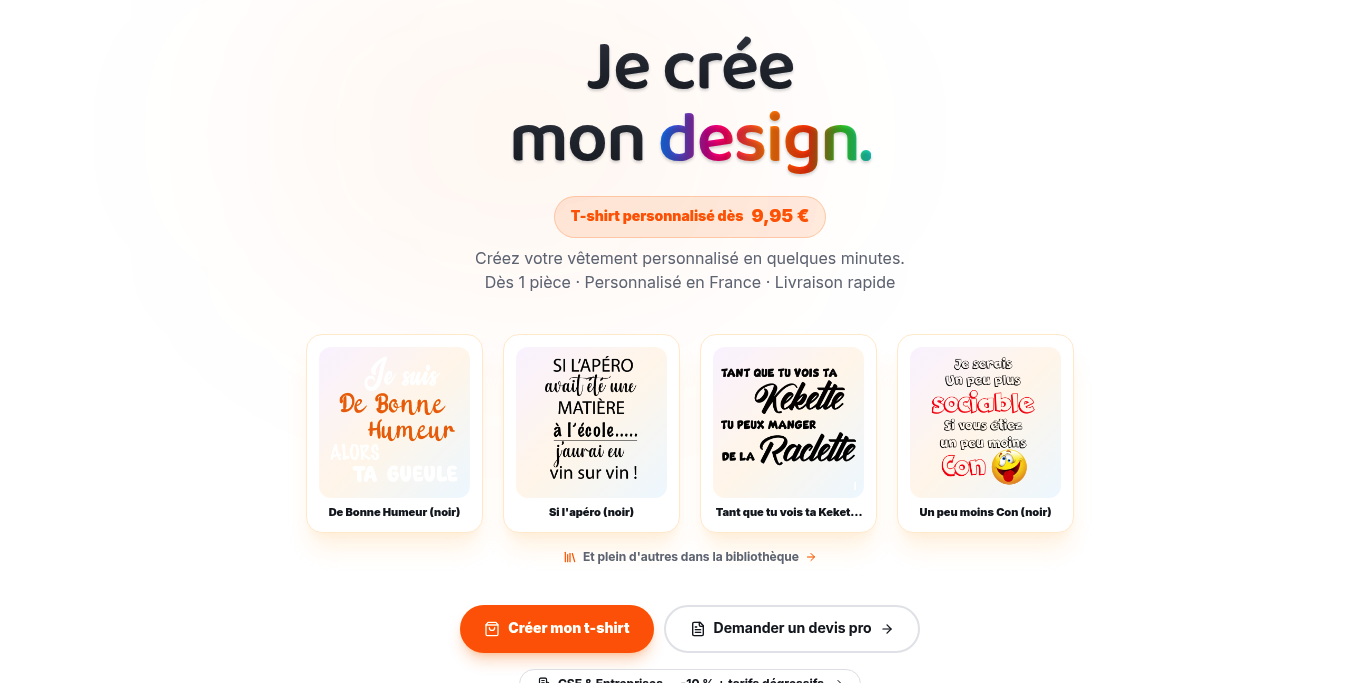 Je crée
mon design.
T-shirt personnalisé dès 9,95 €
Créez votre vêtement personnalisé en quelques minutes.
Dès 1 pièce · Personnalisé en France · Livraison rapide
Je suis
De Bonne
Humeur
ALORS
TA GUEULE
De Bonne Humeur (noir)
SI L'APÉRO
avait été une
MATIÈRE
à l'école.....
j'aurai eu
vin sur vin !
Si l'apéro (noir)
TANT QUE TU VOIS TA
Kekette
TU PEUX MANGER
DE LA Raclette
Tant que tu vois ta Keket...
Je serais
Un peu plus
sociable
Si vous étiez
un peu moins
Con
Un peu moins Con (noir)
Et plein d'autres dans la bibliothèque →
Créer mon t-shirt
Demander un devis pro →